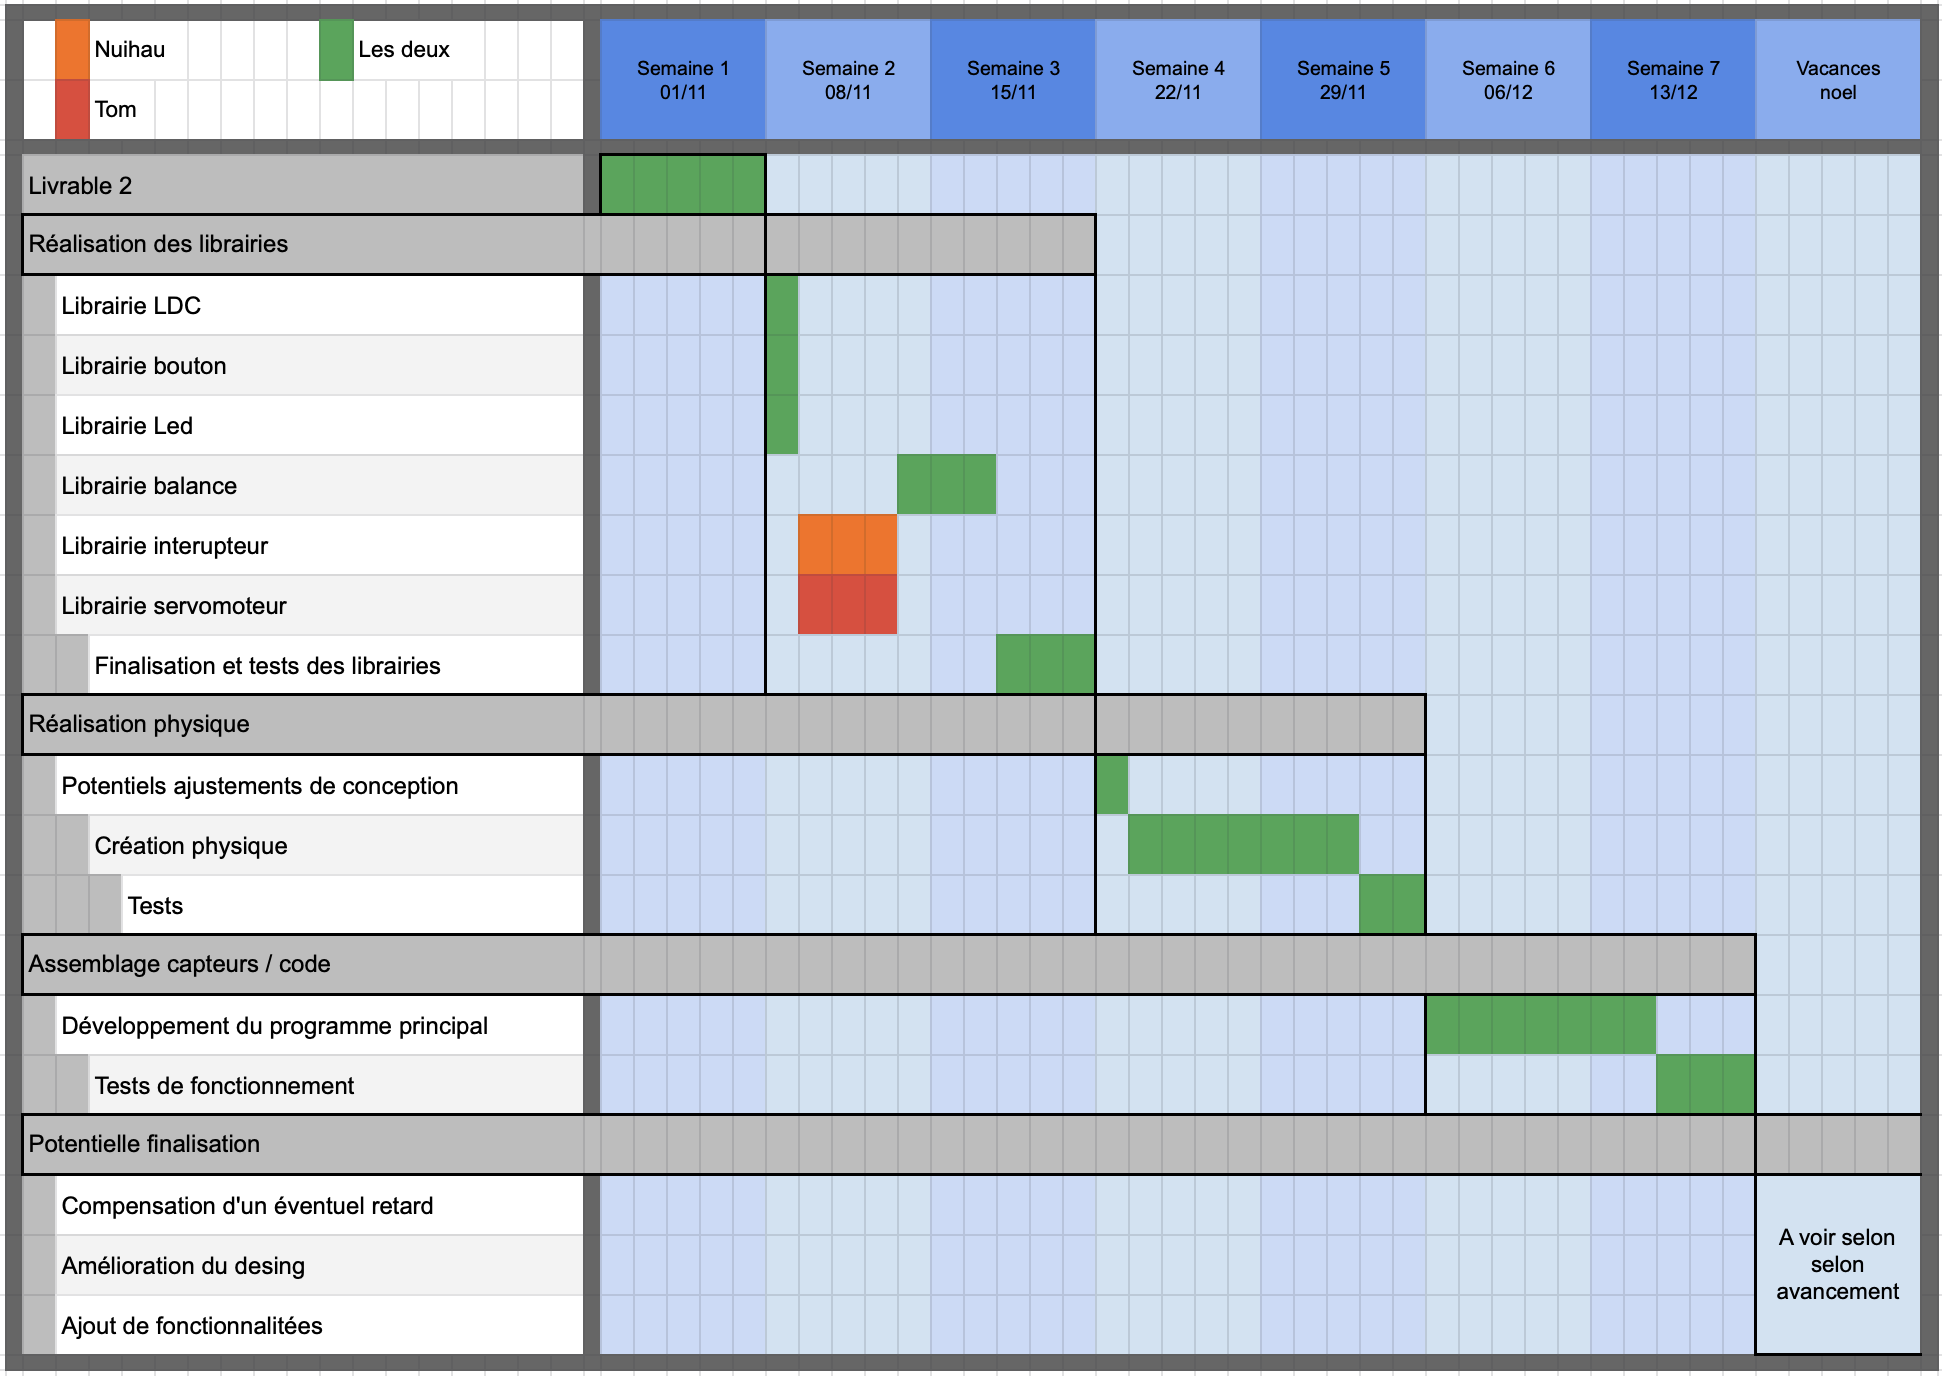 Nuihau
Les deux
Tom
Semaine 1
01/11
Semaine 2
08/11
Semaine 3
15/11
Semaine 4
22/11
Semaine 5
29/11
Semaine 6
06/12
Semaine 7
13/12
Vacances
noel
Livrable 2
Réalisation des librairies
Librairie LDC
Librairie bouton
Librairie Led
Librairie balance
Librairie interupteur
Librairie servomoteur
Finalisation et tests des librairies
Réalisation physique
Potentiels ajustements de conception
Création physique
Tests
Assemblage capteurs / code
Développement du programme principal
Tests de fonctionnement
Potentielle finalisation
Compensation d'un éventuel retard
Amélioration du desing
Ajout de fonctionnalitées
A voir selon
selon
avancement